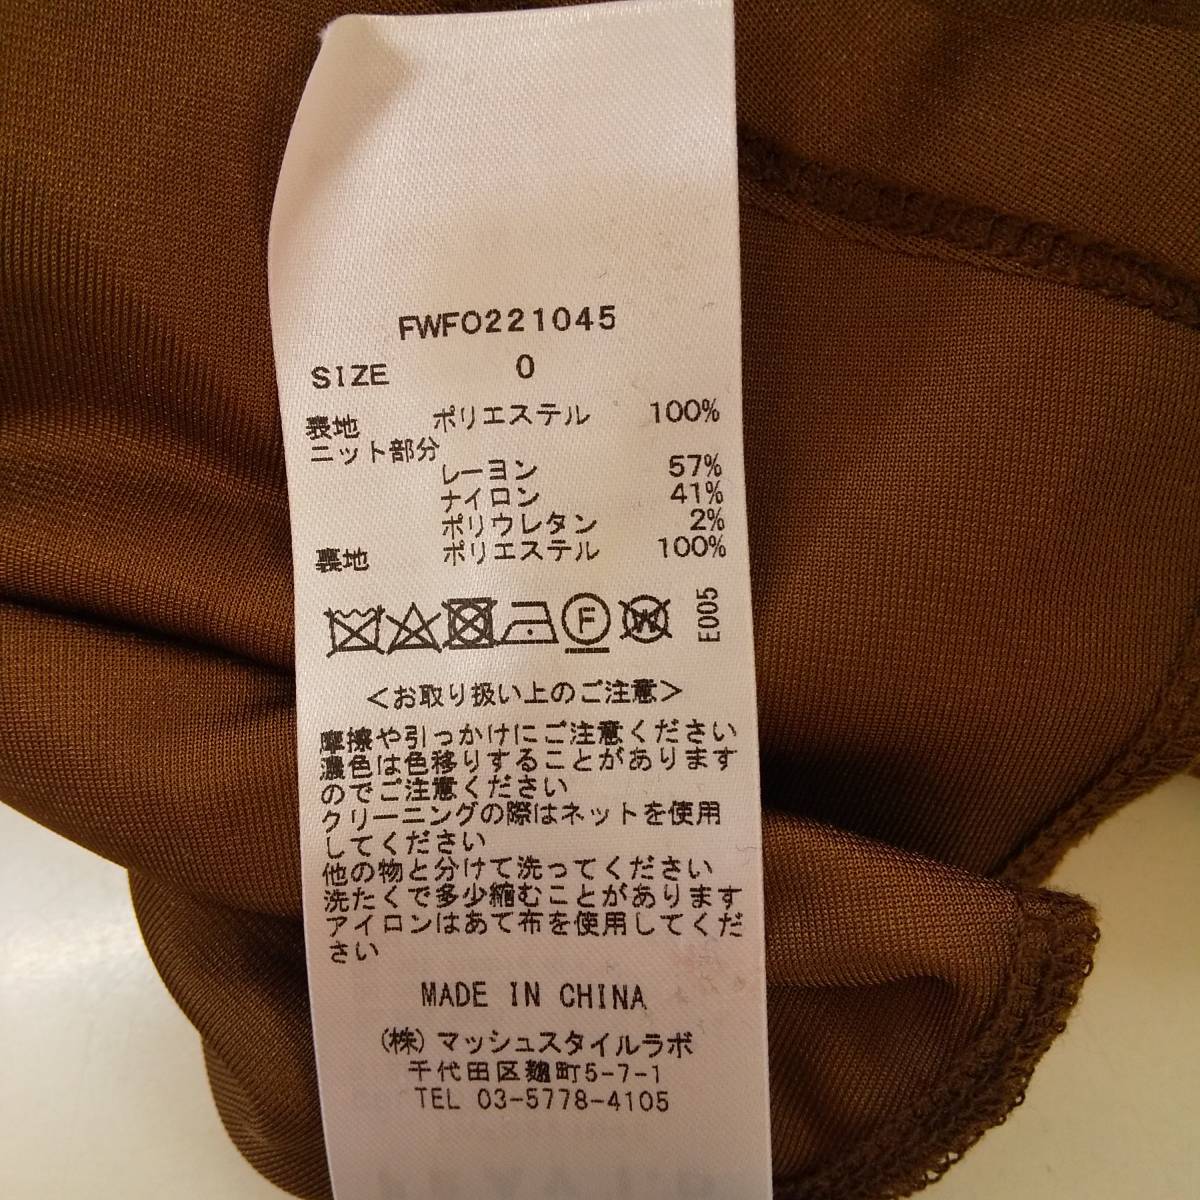 FWFO221045
SIZE 0
表地 ポリエステル 100%
ニット部分
レーヨン 57%
ナイロン 41%
ポリウレタン 2%
裏地 ポリエステル 100%
F W E005
<お取り扱い上のご注意>
摩擦や引っかけにご注意ください
濃色は色移りすることがあります
のでご注意ください
クリーニングの際はネットを使用
してください
他の物と分けて洗ってください
洗たくで多少縮むことがあります
アイロンはあて布を使用してくだ
さい
MADE IN CHINA
(株)マッシュスタイルラボ
千代田区麹町5-7-1
TEL 03-5778-4105